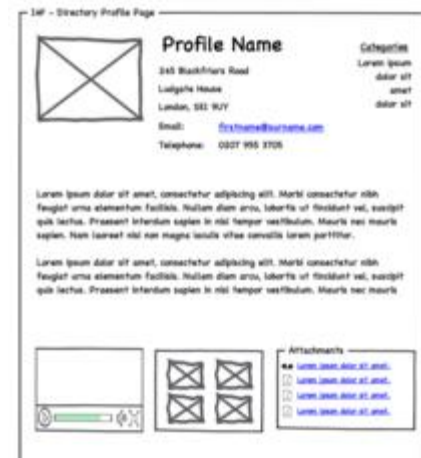 IAF - Directory Profile Page
Profile Name
245 Blackfriars Road
Ludgate House
London, SE1 9UY
Email: firstname@surname.com
Telephone: 0207 955 3705
Categories
Lorem ipsum
dolor sit
amet
dolor sit
Lorem ipsum dolor sit amet, consectetur adipiscing elit. Morbi consectetur nibh
feugiat urna elementum facilisis. Nullam diam arcu, lobortis ut tincidunt vel, suscipit
quis lectus. Praesent interdum sapien in nisl tempor vestibulum. Mauris nec mauris
sapien. Nam laoreet nisl non magna iaculis vitae convallis lorem porttitor.
Lorem ipsum dolor sit amet, consectetur adipiscing elit. Morbi consectetur nibh
feugiat urna elementum facilisis. Nullam diam arcu, lobortis ut tincidunt vel, suscipit
quis lectus. Praesent interdum sapien in nisl tempor vestibulum. Mauris nec mauris
Attachments
Lorem ipsum dolor sit amet.
Lorem ipsum dolor sit amet.
Lorem ipsum dolor sit amet.
Lorem ipsum dolor sit amet.